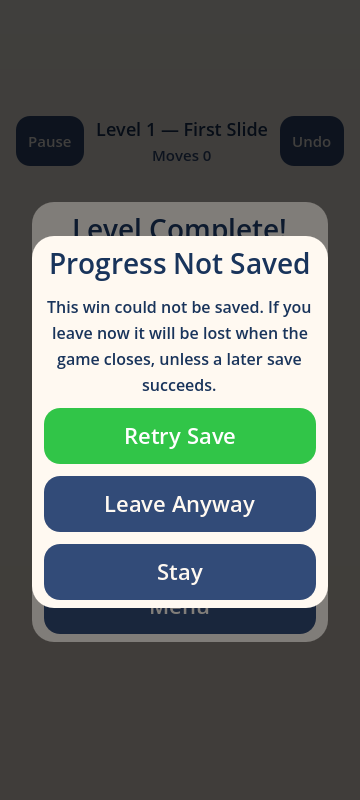 Pause
Level 1 — First Slide
Moves 0
Undo
Level Complete!
Progress Not Saved
This win could not be saved. If you
leave now it will be lost when the
game closes, unless a later save
succeeds.
Retry Save
Leave Anyway
Stay
Menu